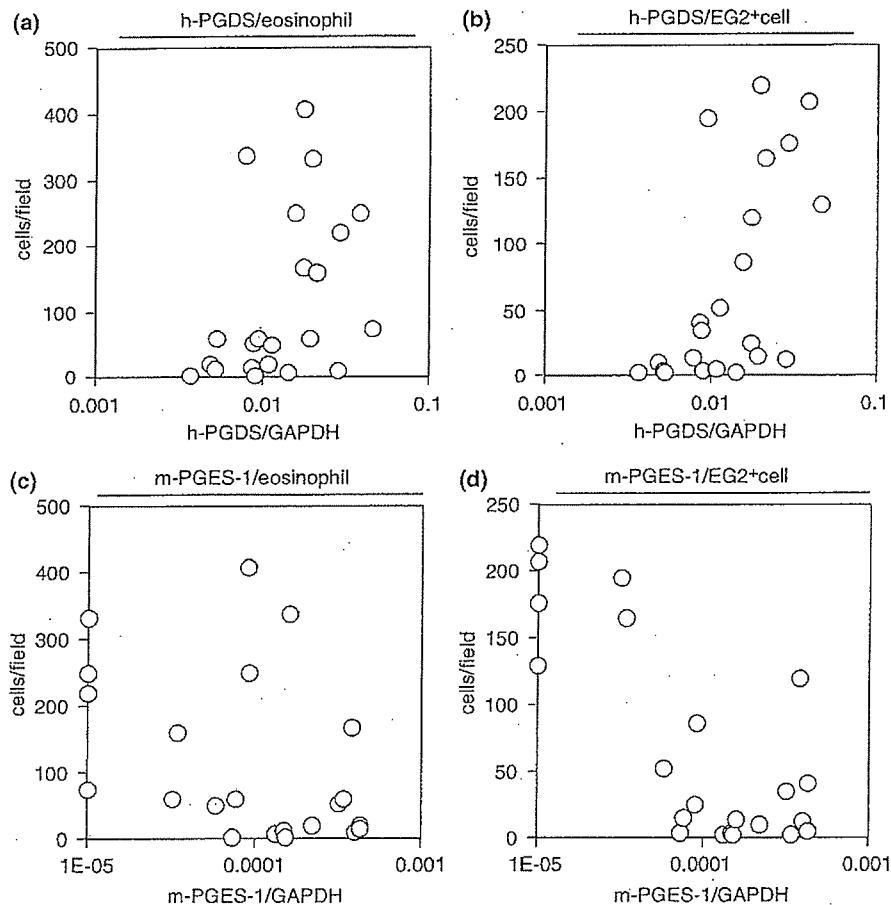 (a)
h-PGDS/eosinophil
500
400
300
200
100
0
cells/field
0.001
0.01
0.1
h-PGDS/GAPDH
(b)
h-PGDS/EG2+cell
250
200
150
100
50
0
cells/field
0.001
0.01
0.1
h-PGDS/GAPDH
(c)
m-PGES-1/eosinophil
500
400
300
200
100
0
cells/field
1E-05
0.0001
0.001
m-PGES-1/GAPDH
(d)
m-PGES-1/EG2+cell
250
200
150
100
50
0
cells/field
1E-05
0.0001
0.001
m-PGES-1/GAPDH